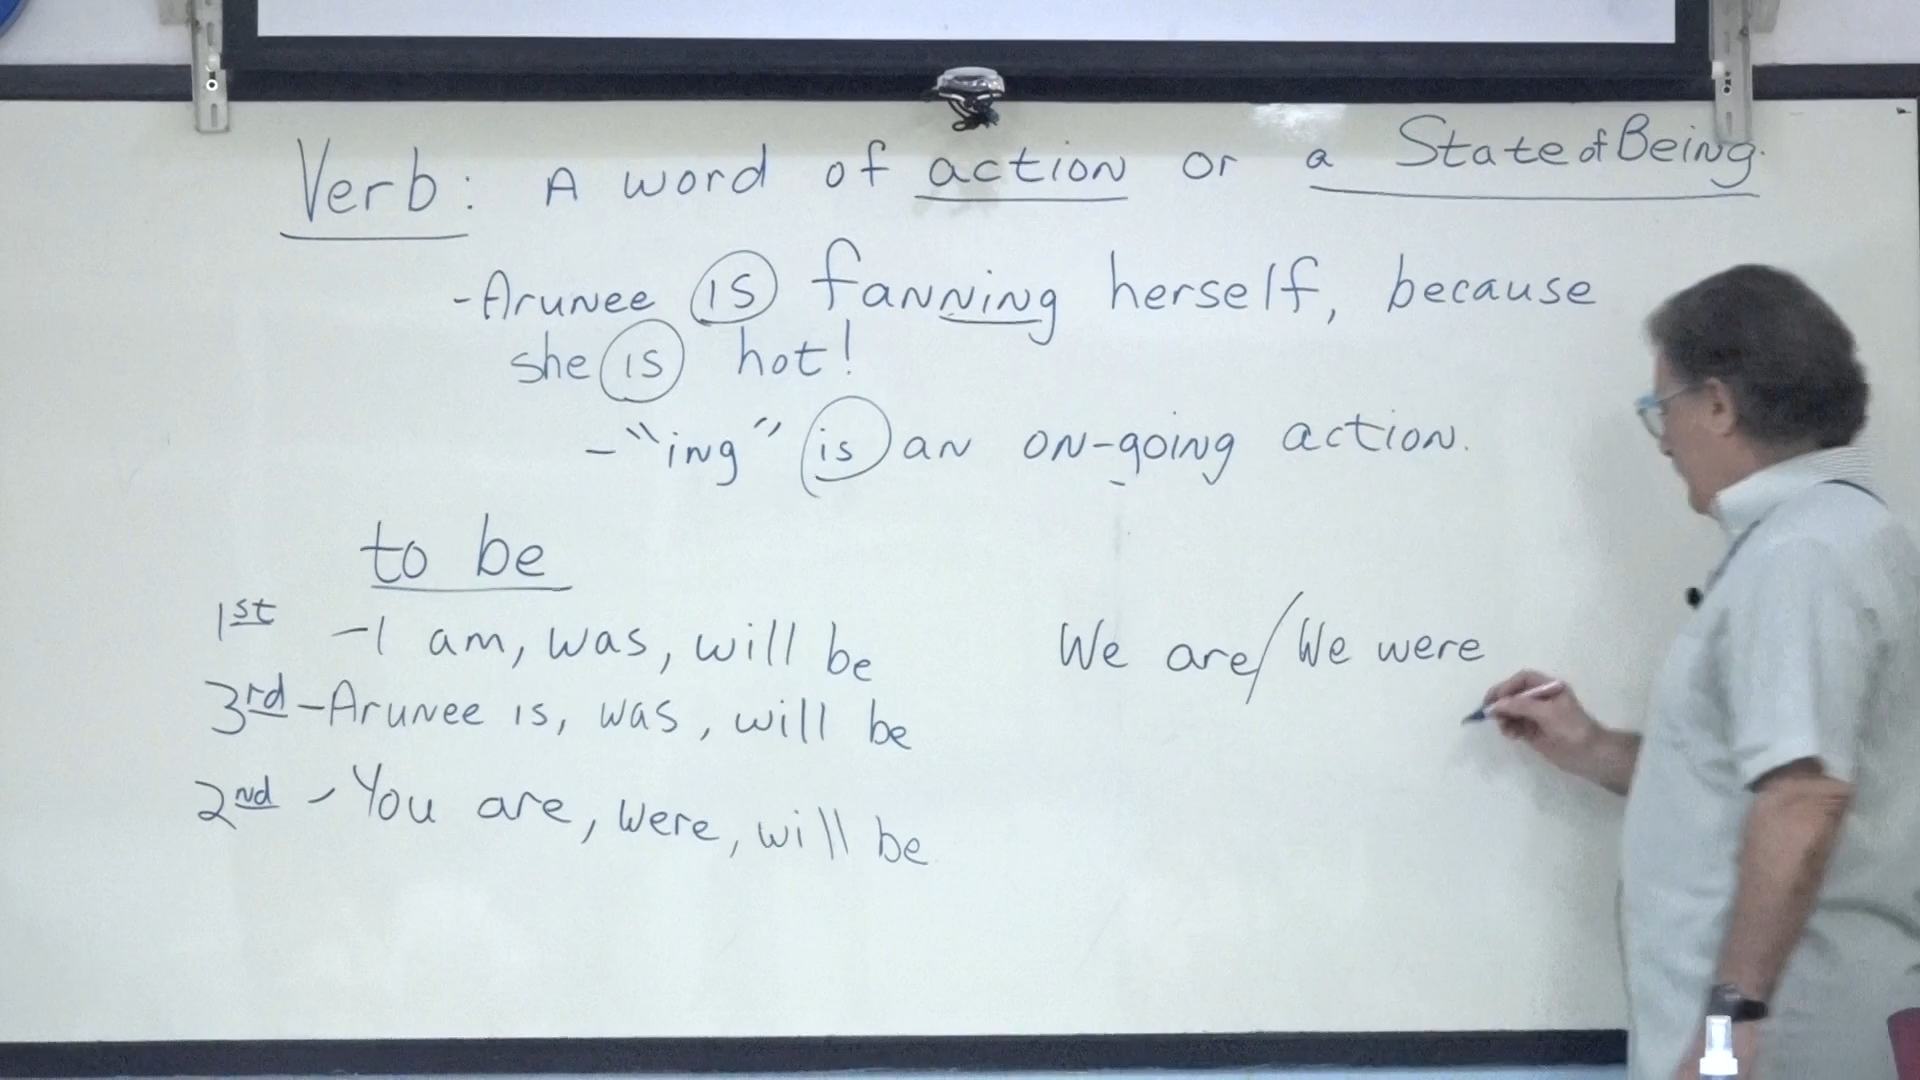 Verb: A word of action or a State of Being.
-Arunee is fanning herself, because
she is hot!
- "ing" is an on-going action.
to be
1st -I am, was, will be
3rd -Arunee is, was, will be
2nd - You are, were, will be
We are/We were